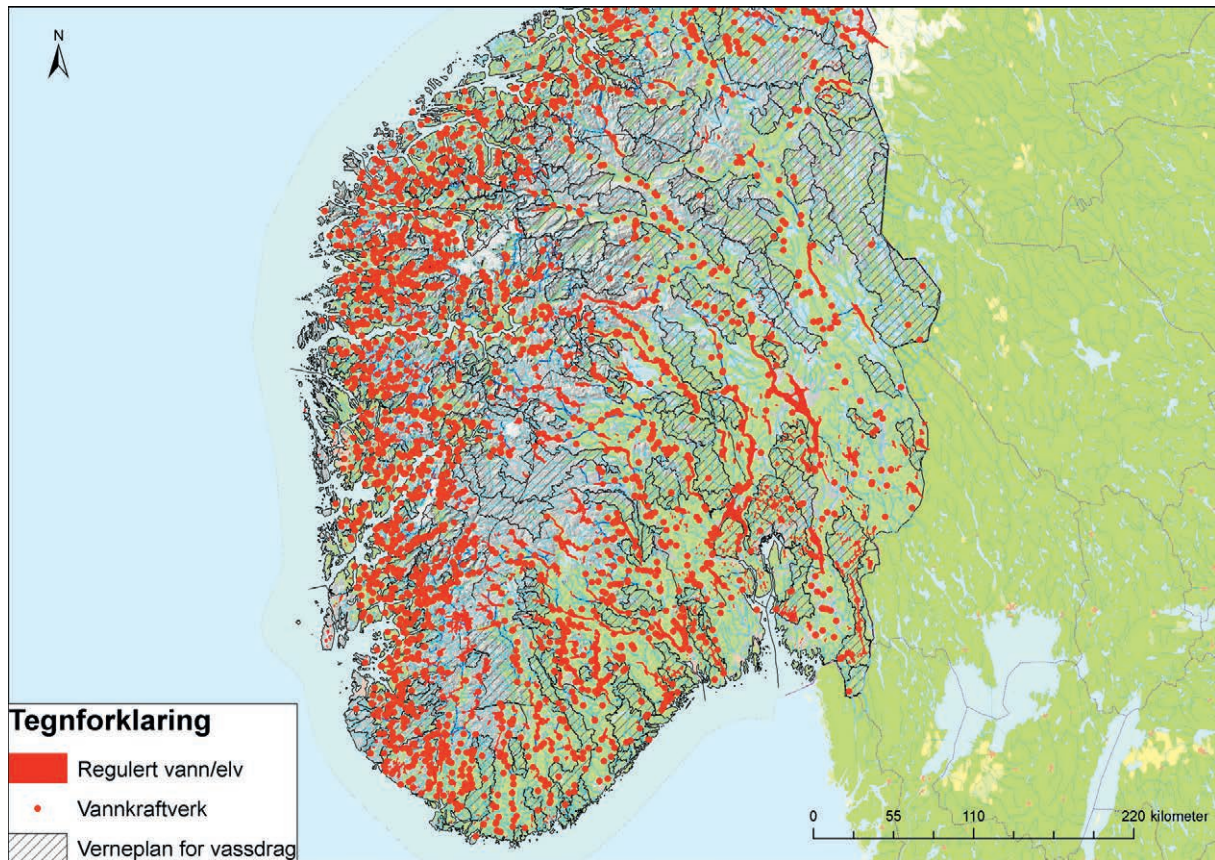 N
Tegnforklaring
Regulert vann/elv
Vannkraftverk
Verneplan for vassdrag
0 55 110 220 kilometer